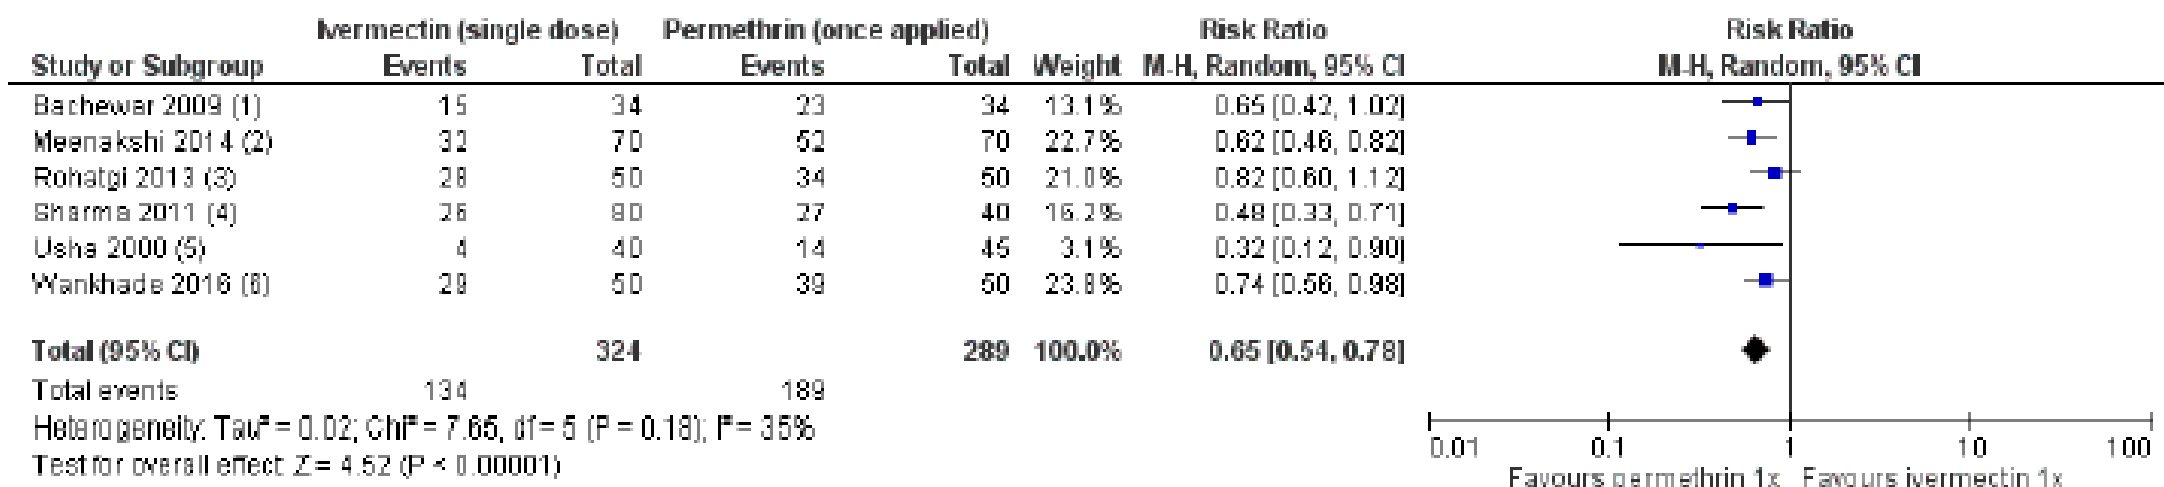 Ivermectin (single dose) Permethrin (once applied) Risk Ratio Risk Ratio
Study or Subgroup Events Total Events Total Weight M-H, Random, 95% CI M-H, Random, 95% CI
Bachewar 2009 (1) 15 34 23 34 13.1% 0.65 [0.42, 1.02]
Meenakshi 2014 (2) 32 70 52 70 22.7% 0.62 [0.46, 0.82]
Rohatgi 2013 (3) 28 50 34 50 21.0% 0.82 [0.60, 1.12]
Sharma 2011 (4) 26 80 27 40 16.2% 0.48 [0.33, 0.71]
Usha 2000 (5) 4 40 14 45 3.1% 0.32 [0.12, 0.90]
Wankhade 2016 (6) 29 50 39 50 23.8% 0.74 [0.56, 0.98]
Total (95% CI) 324 289 100.0% 0.65 [0.54, 0.78]
Total events 134 189
Heterogeneity: Tau² = 0.02; Chi² = 7.65, df = 5 (P = 0.18); I² = 35%
Test for overall effect: Z = 4.52 (P < 0.00001)
0.01 0.1 1 10 100
Favours permethrin 1x Favours ivermectin 1x